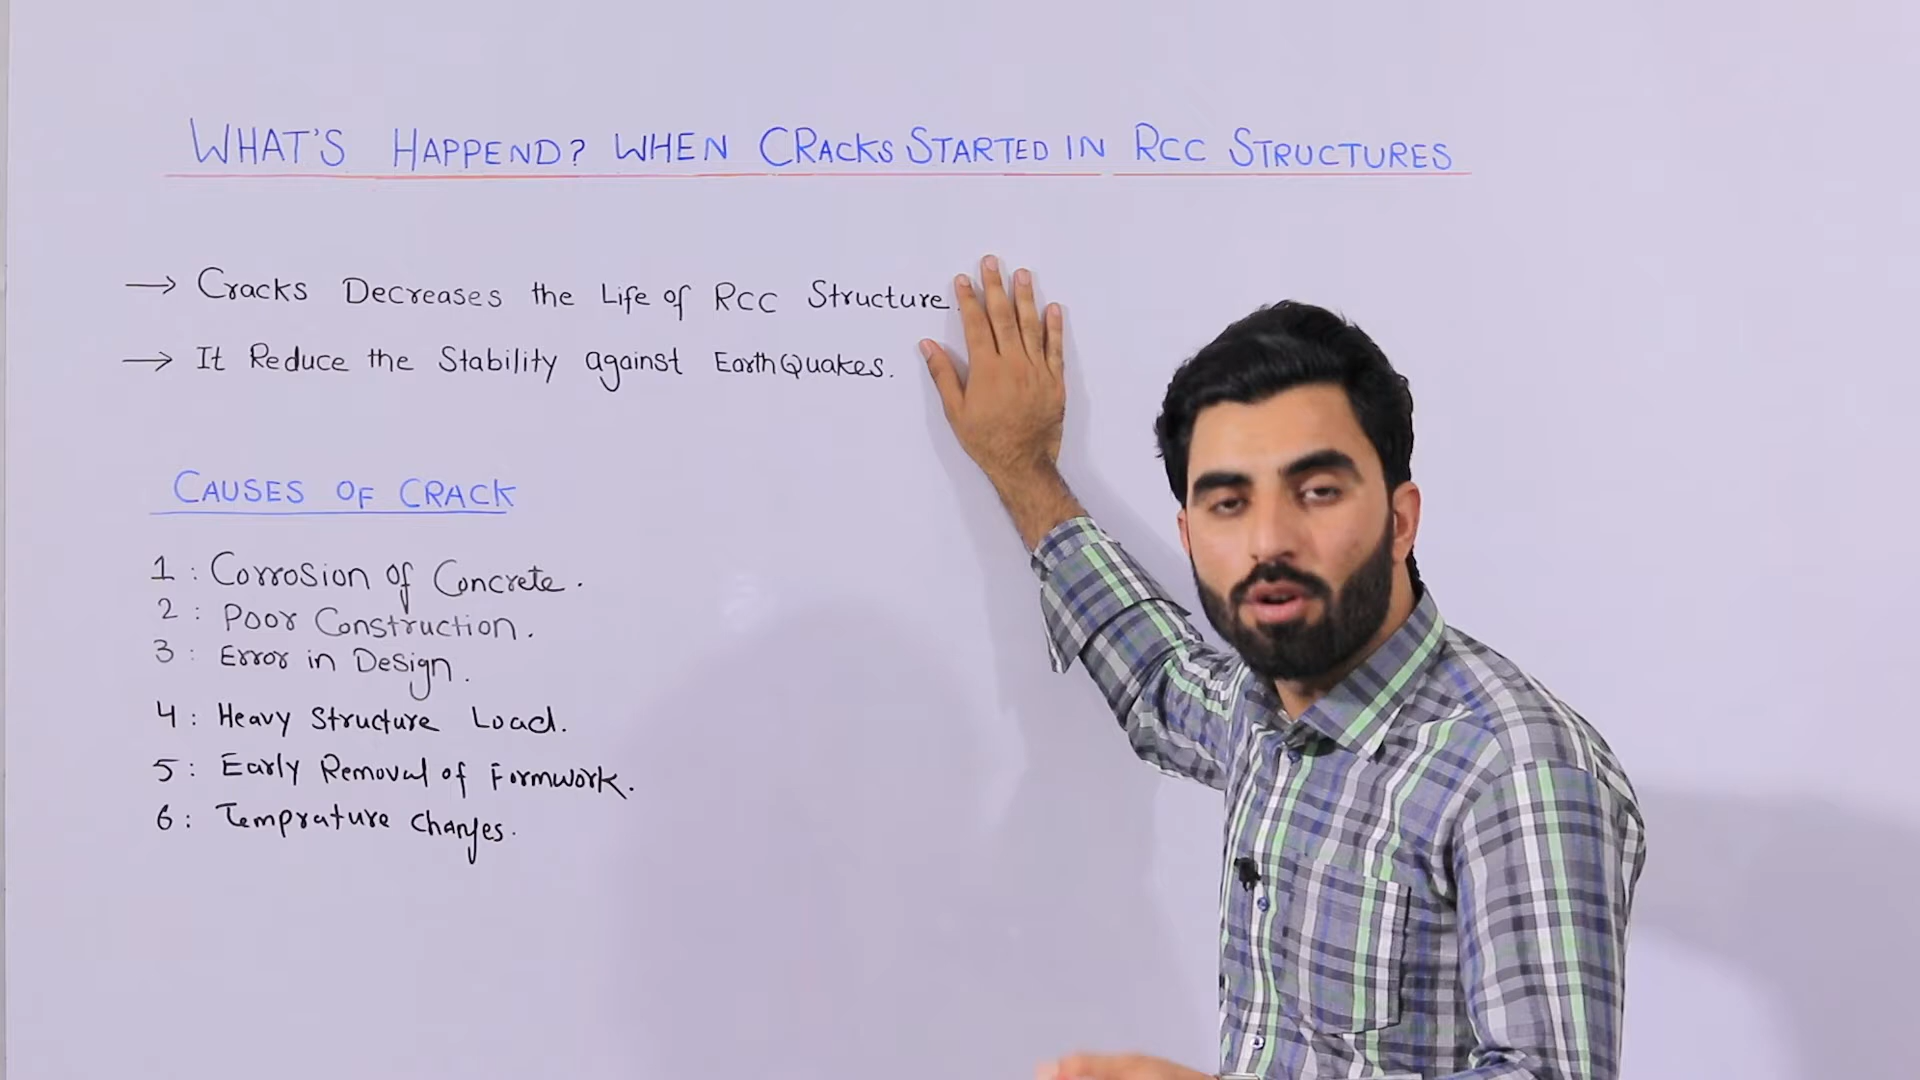 WHAT'S HAPPEND? WHEN CRACKS STARTED IN RCC STRUCTURES
→ Cracks Decreases the Life of RCC Structure.
→ It Reduce the Stability against EarthQuakes.
CAUSES OF CRACK
1: Corrosion of Concrete.
2: Poor Construction.
3: Error in Design.
4: Heavy Structure Load.
5: Early Removal of Formwork.
6: Temprature Changes.